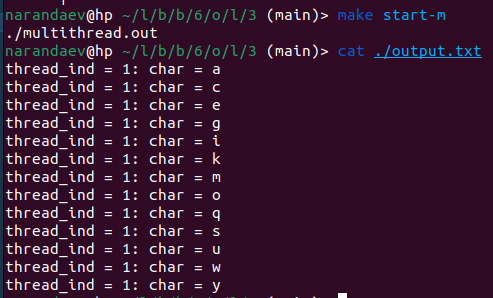 narandaev@hp ~/l/b/b/6/o/l/3 (main)> make start-m
./multithread.out
narandaev@hp ~/l/b/b/6/o/l/3 (main)> cat ./output.txt
thread_ind = 1: char = a
thread_ind = 1: char = c
thread_ind = 1: char = e
thread_ind = 1: char = g
thread_ind = 1: char = i
thread_ind = 1: char = k
thread_ind = 1: char = m
thread_ind = 1: char = o
thread_ind = 1: char = q
thread_ind = 1: char = s
thread_ind = 1: char = u
thread_ind = 1: char = w
thread_ind = 1: char = y